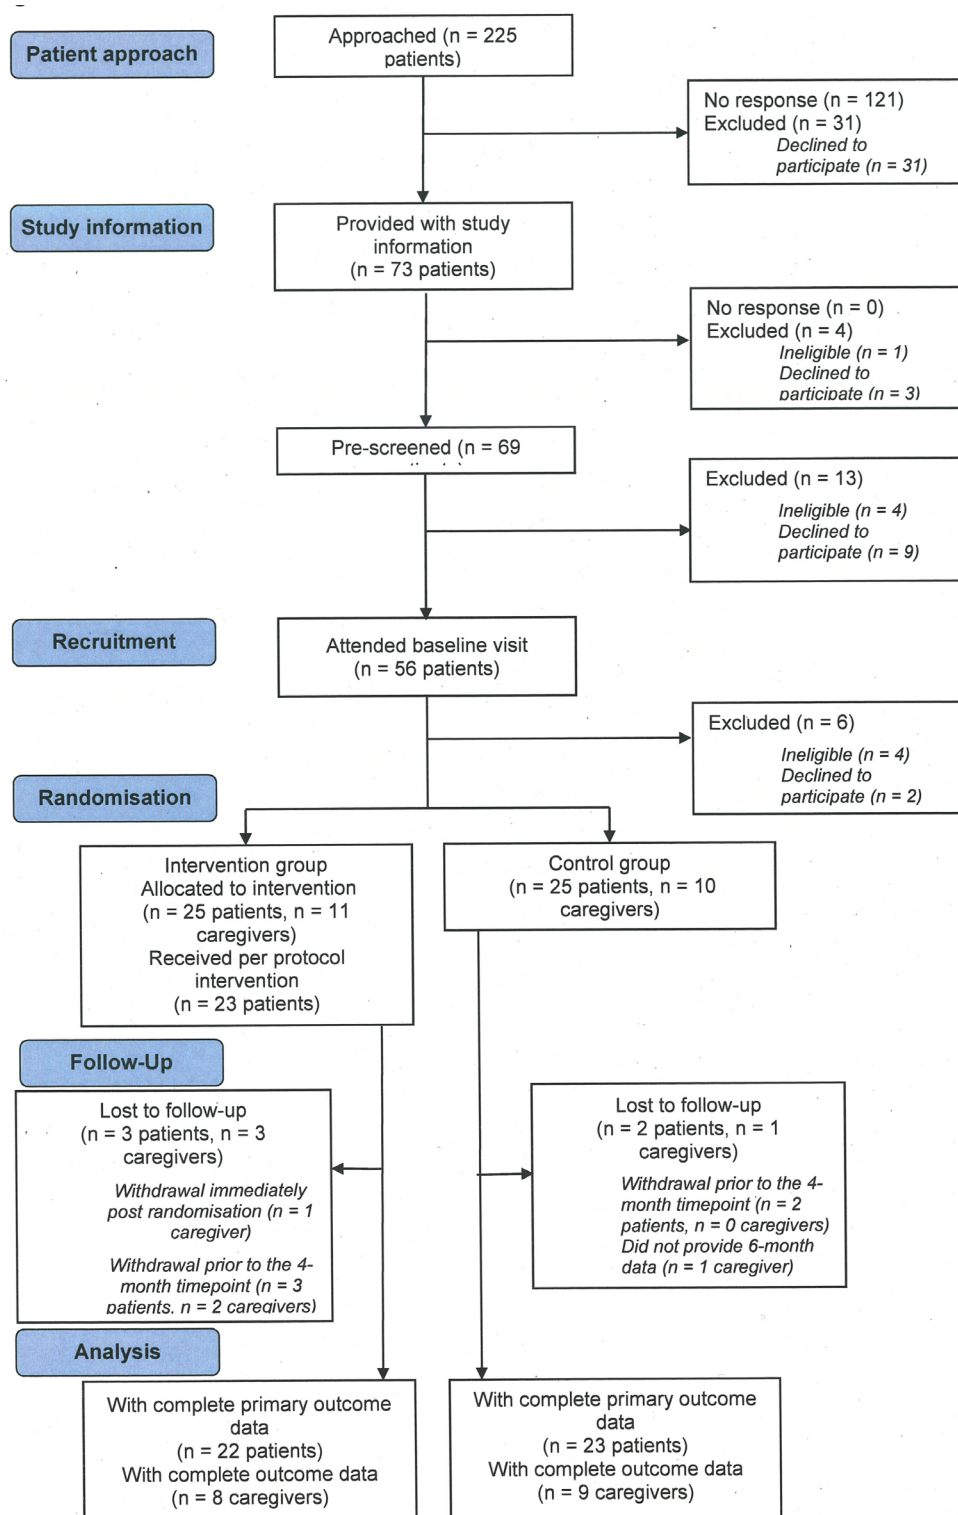 Patient approach
Approached (n = 225
patients)
No response (n = 121)
Excluded (n = 31)
Declined to
participate (n = 31)
Study information
Provided with study
information
(n = 73 patients)
No response (n = 0)
Excluded (n = 4)
Ineligible (n = 1)
Declined to
participate (n = 3)
Pre-screened (n = 69
Excluded (n = 13)
Ineligible (n = 4)
Declined to
participate (n = 9)
Recruitment
Attended baseline visit
(n = 56 patients)
Excluded (n = 6)
Ineligible (n = 4)
Declined to
participate (n = 2)
Randomisation
Intervention group
Allocated to intervention
(n = 25 patients, n = 11
caregivers)
Received per protocol
intervention
(n = 23 patients)
Control group
(n = 25 patients, n = 10
caregivers)
Follow-Up
Lost to follow-up
(n = 3 patients, n = 3
caregivers)
Withdrawal immediately
post randomisation (n = 1
caregiver)
Withdrawal prior to the 4-
month timepoint (n = 3
patients, n = 2 caregivers)
Lost to follow-up
(n = 2 patients, n = 1
caregivers)
Withdrawal prior to the 4-
month timepoint (n = 2
patients, n = 0 caregivers)
Did not provide 6-month
data (n = 1 caregiver)
Analysis
With complete primary outcome
data
(n = 22 patients)
With complete outcome data
(n = 8 caregivers)
With complete primary outcome
data
(n = 23 patients)
With complete outcome data
(n = 9 caregivers)